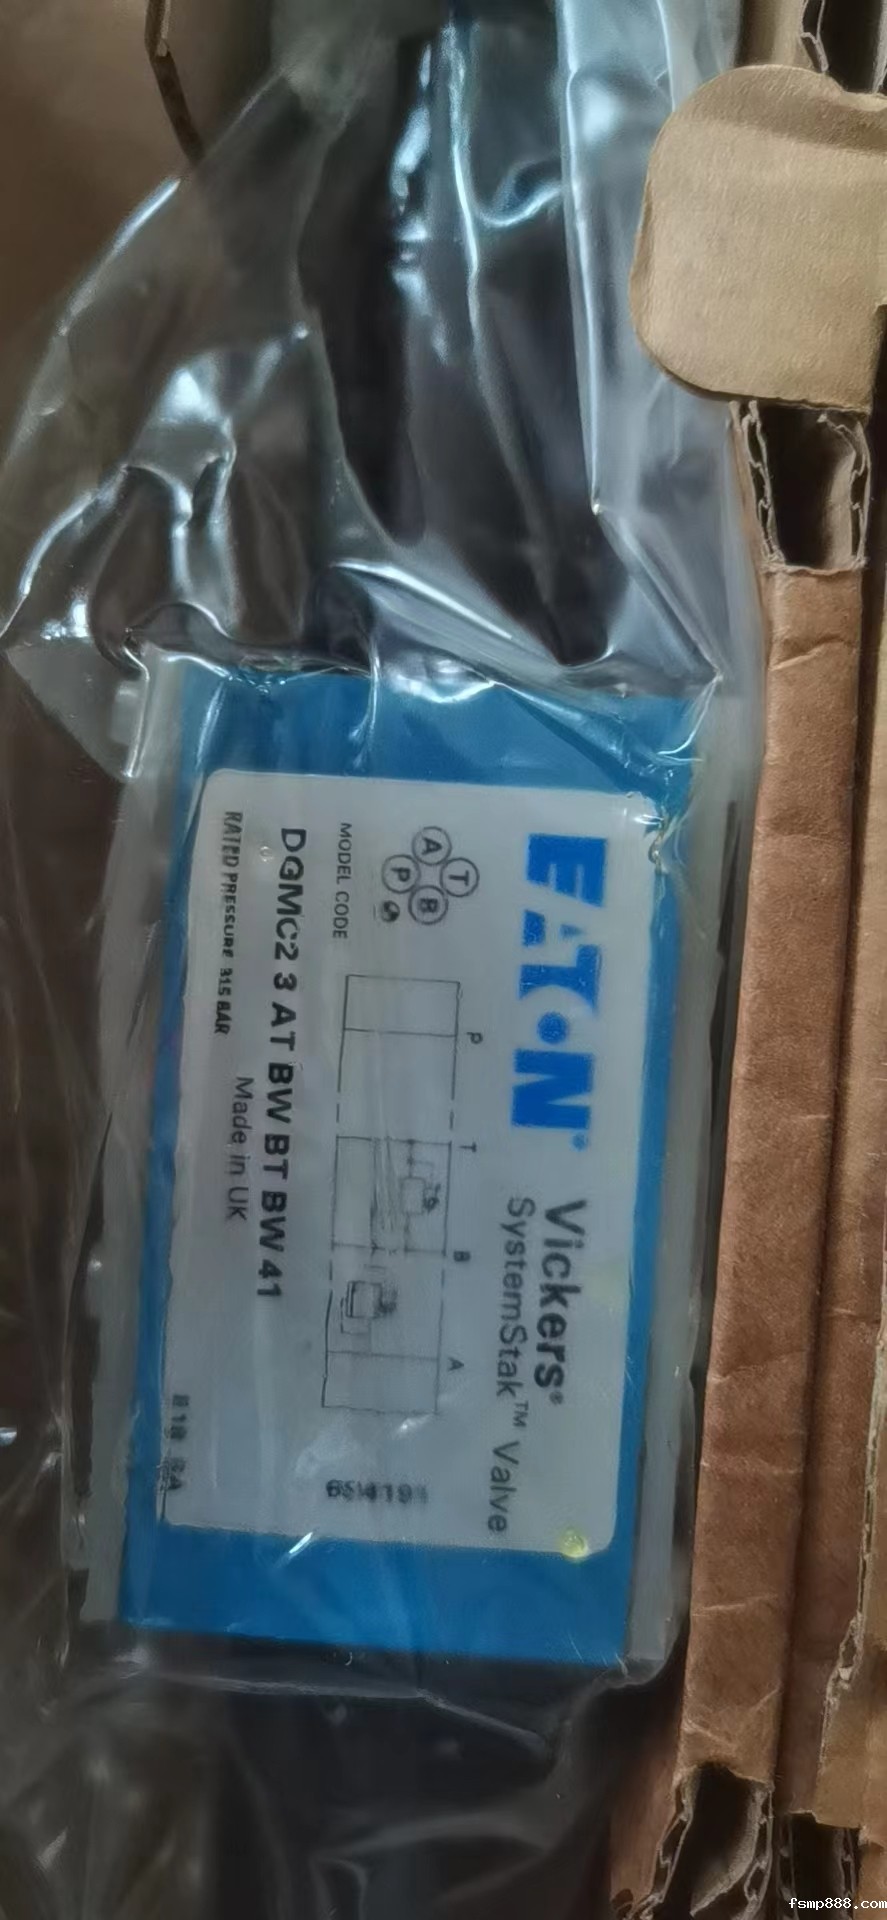 EATON® Vickers®
SystemStak™ Valve
T
A B
P
P T B A
MODEL CODE
DGMC2 3 AT BW BT BW 41
RATED PRESSURE 315 BAR
Made in UK
fsmp888.com